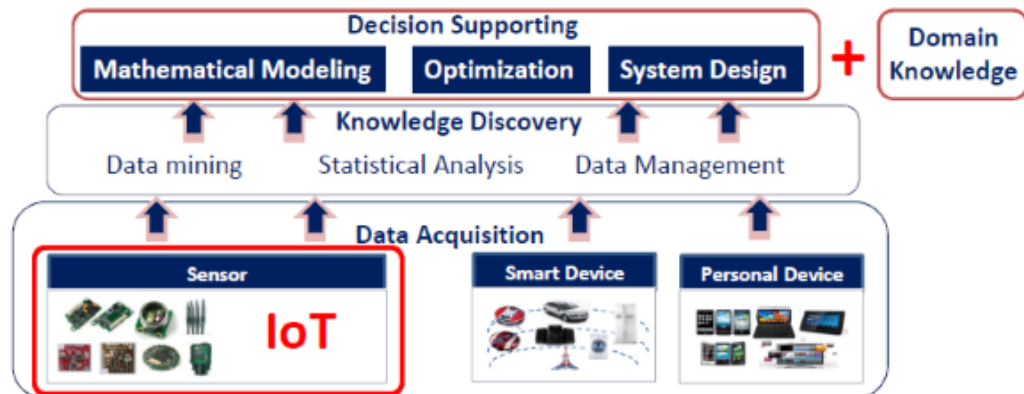 Decision Supporting
Mathematical Modeling
Optimization
System Design
+
Domain
Knowledge
Knowledge Discovery
Data mining
Statistical Analysis
Data Management
Data Acquisition
Sensor
IoT
Smart Device
Personal Device